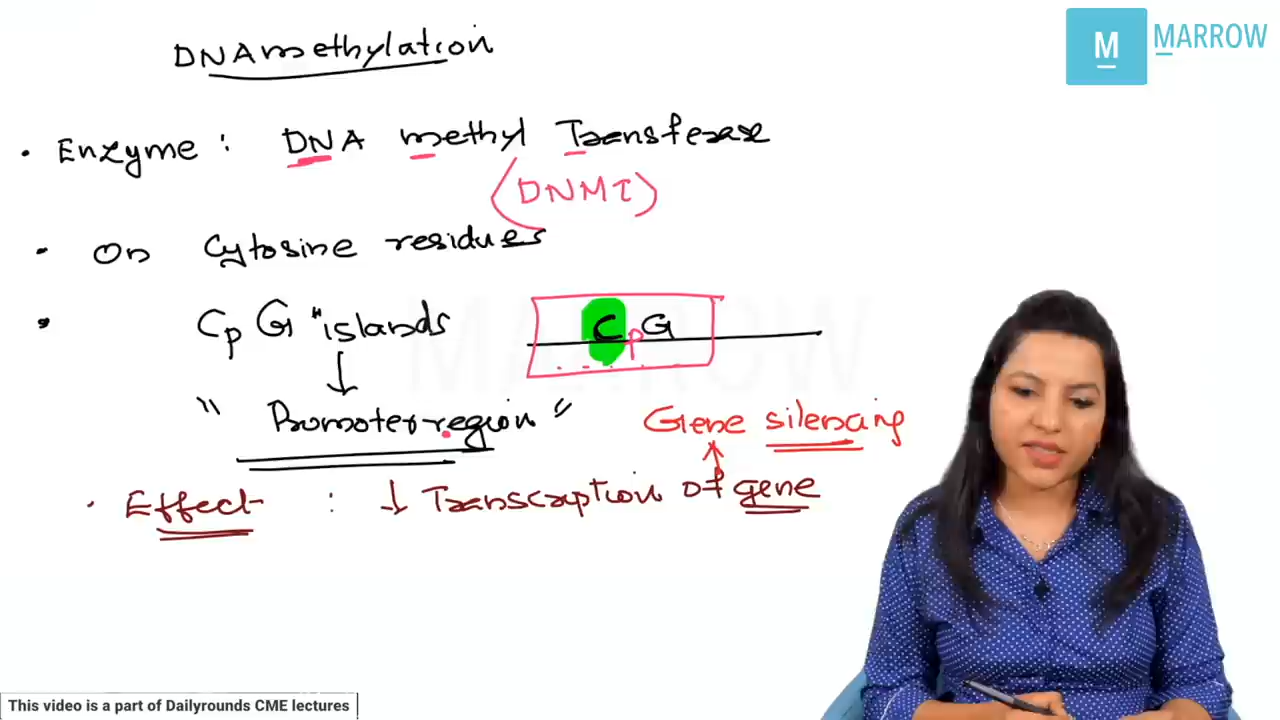 DNA methylation
M MARROW
• Enzyme : DNA methyl Transferase
(DNMT)
• On Cytosine residues
• CpG "islands
CpG
" Promoter region "
Gene silencing
• Effect : ↓ Transcription of gene
MARROW
This video is a part of Dailyrounds CME lectures